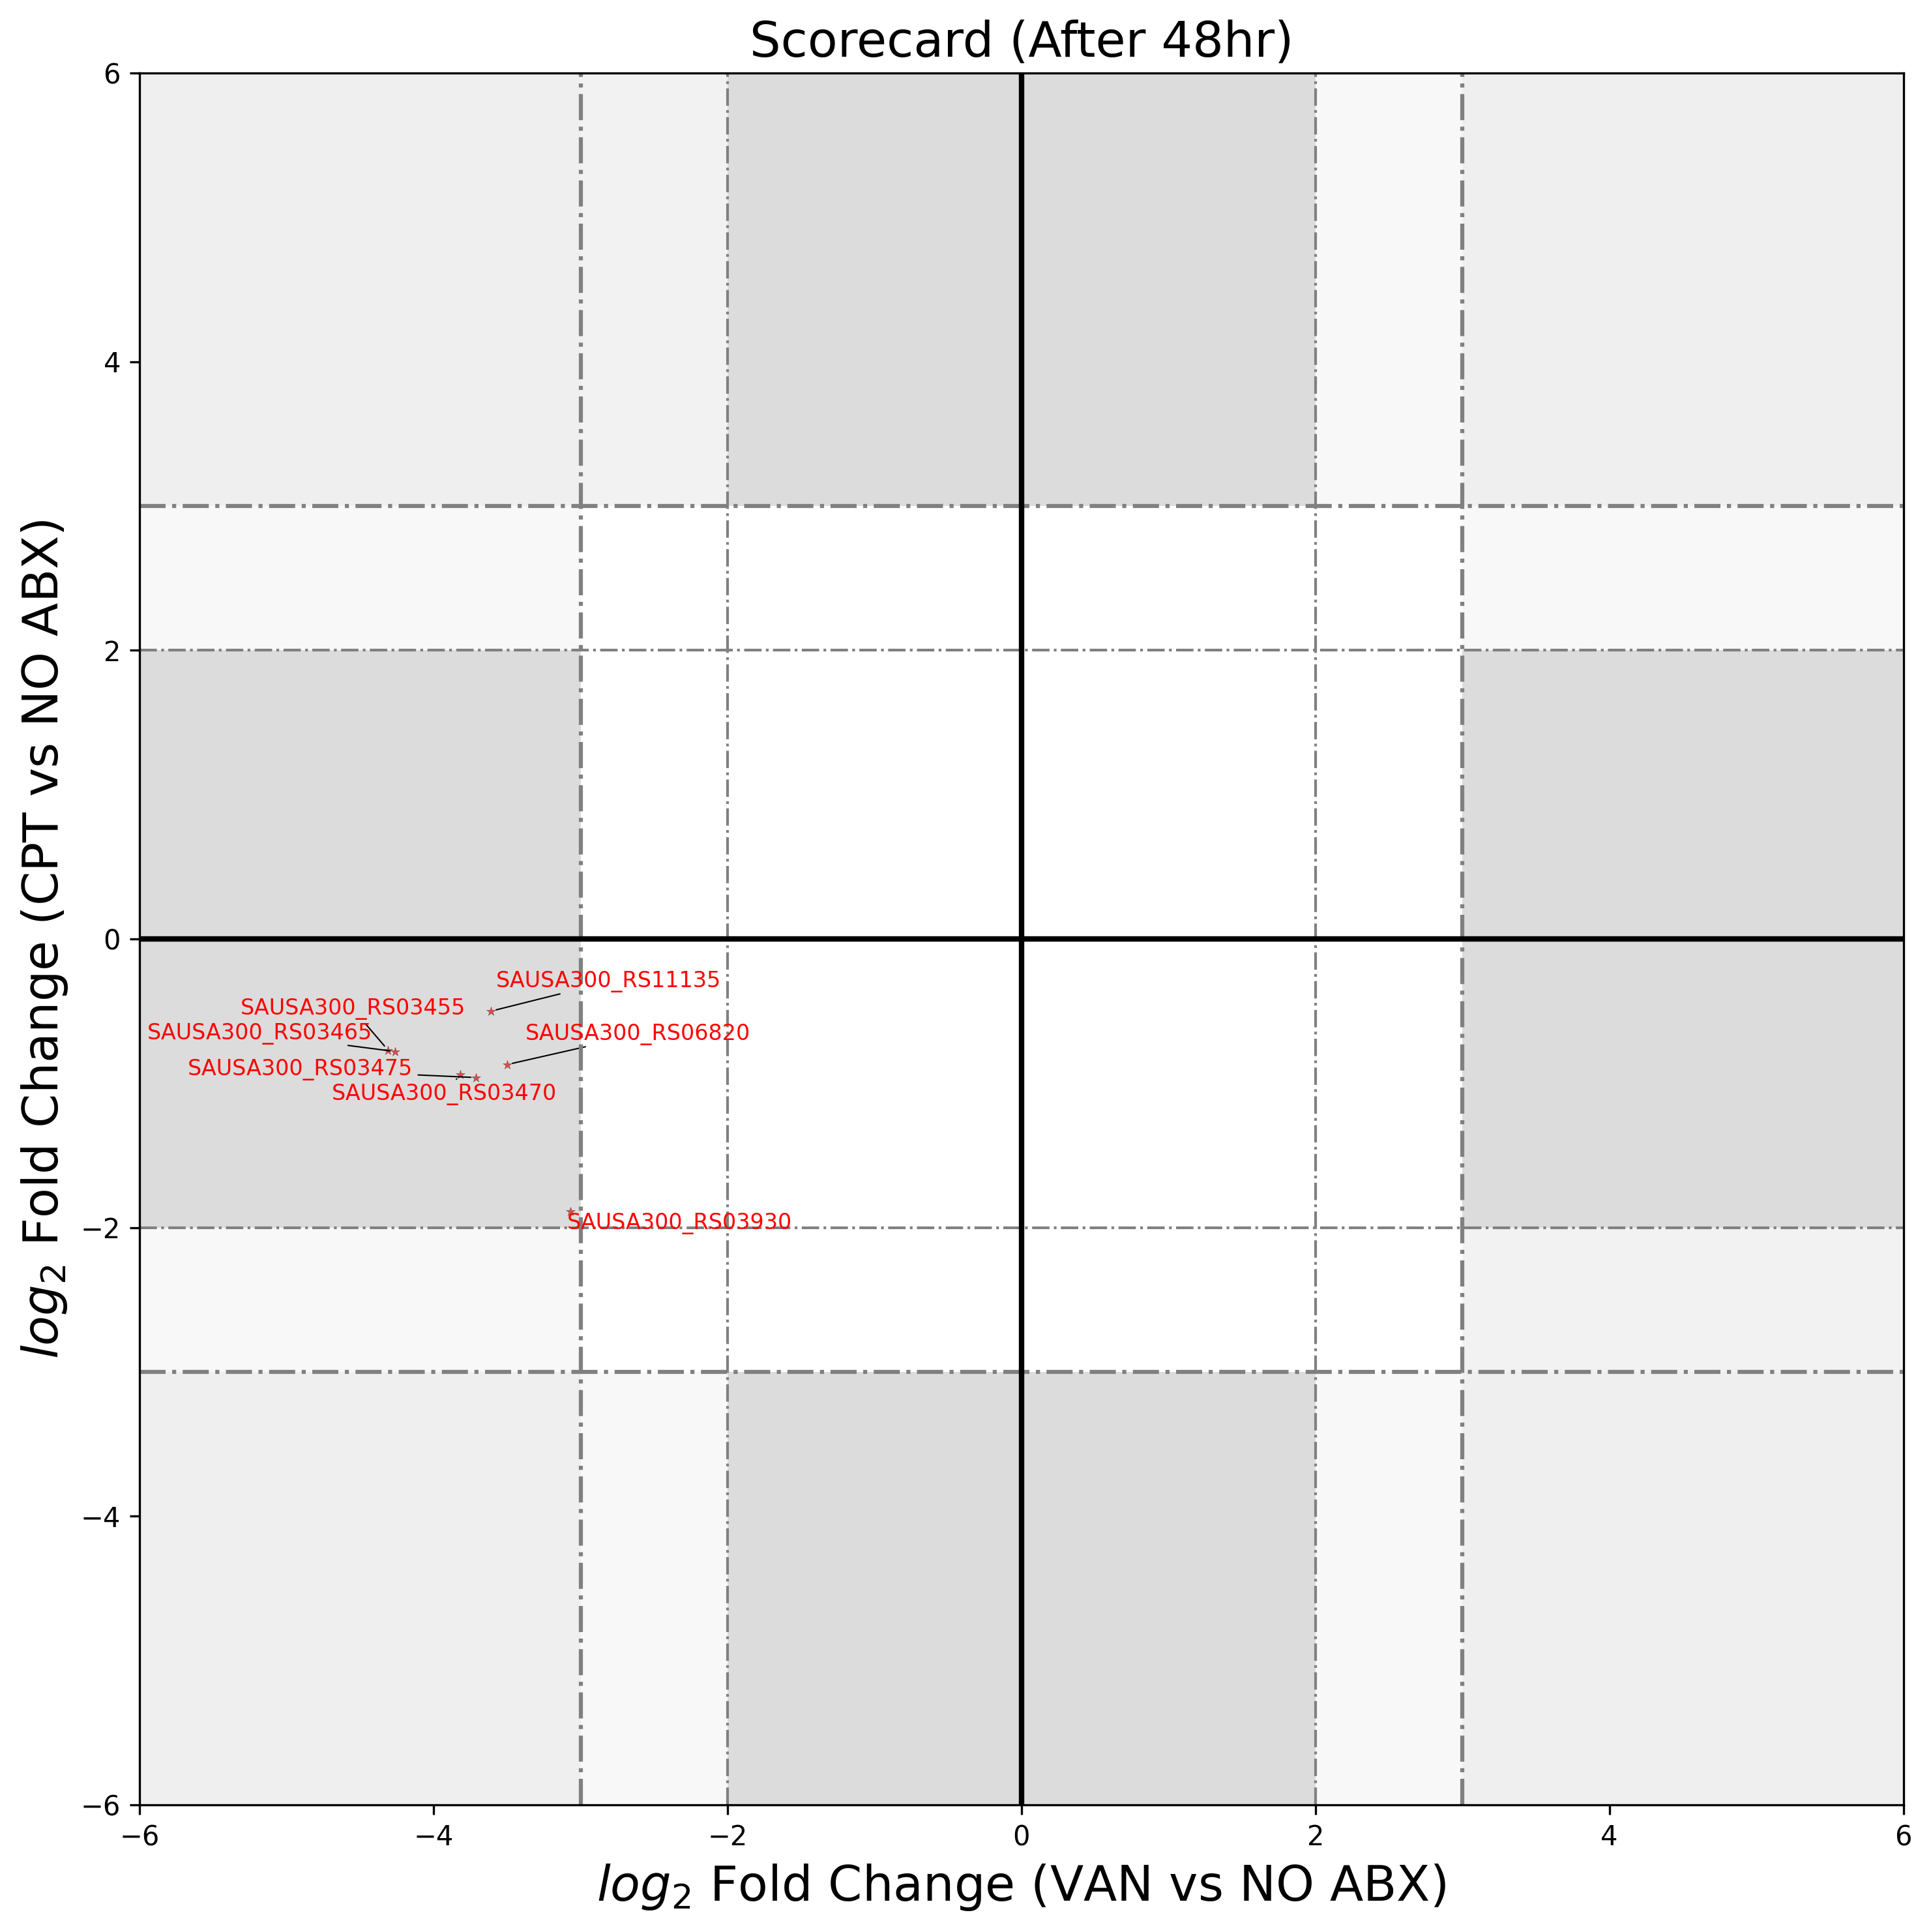 Scorecard (After 48hr)
log2 Fold Change (CPT vs NO ABX)
6
4
2
0
−2
−4
−6
SAUSA300_RS11135
SAUSA300_RS03455
SAUSA300_RS03465
SAUSA300_RS06820
SAUSA300_RS03475
SAUSA300_RS03470
SAUSA300_RS03930
−6
−4
−2
0
2
4
6
log2 Fold Change (VAN vs NO ABX)